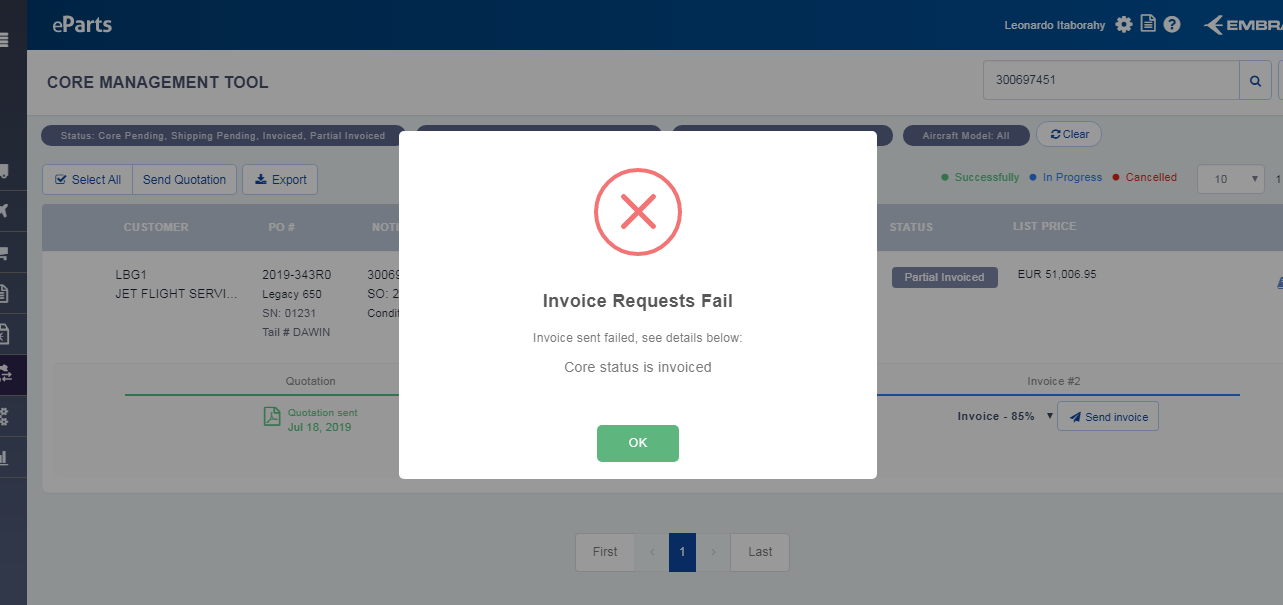 eParts
Leonardo Itaborahy
CORE MANAGEMENT TOOL
300697451
Status: Core Pending, Shipping Pending, Invoiced, Partial Invoiced
Aircraft Model: All
Clear
Select All
Send Quotation
Export
Successfully
In Progress
Cancelled
10
1
CUSTOMER
PO #
STATUS
LIST PRICE
LBG1
2019-343R0
Partial Invoiced
EUR 51,006.95
JET FLIGHT SERVI...
Legacy 650
SO: 2
SN: 01231
Tail # DAWIN
Invoice Requests Fail
Invoice sent failed, see details below:
Core status is invoiced
OK
Quotation
Invoice #2
Quotation sent
Jul 18, 2019
Invoice - 85%
Send invoice
First
<
1
>
Last